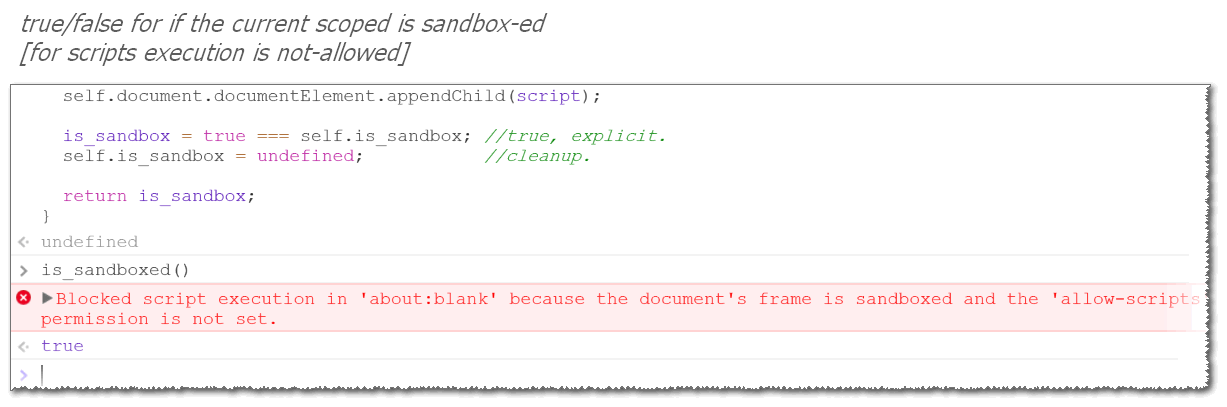 true/false for if the current scoped is sandbox-ed
[for scripts execution is not-allowed]
self.document.documentElement.appendChild(script);
is_sandbox = true === self.is_sandbox; //true, explicit.
self.is_sandbox = undefined; //cleanup.
return is_sandbox;
}
undefined
is_sandboxed()
Blocked script execution in 'about:blank' because the document's frame is sandboxed and the 'allow-scripts
permission is not set.
true